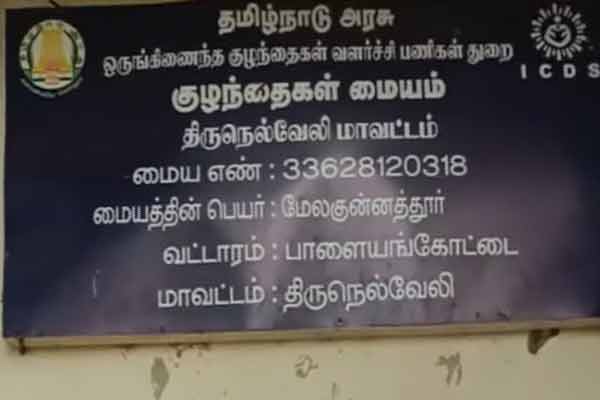 தமிழ்நாடு அரசு
ஒருங்கிணைந்த குழந்தைகள் வளர்ச்சி பணிகள் துறை
ICDS
குழந்தைகள் மையம்
திருநெல்வேலி மாவட்டம்
மைய எண் : 33628120318
மையத்தின் பெயர் : மேலகுன்னத்தூர்
வட்டாரம் : பாளையங்கோட்டை
மாவட்டம் : திருநெல்வேலி